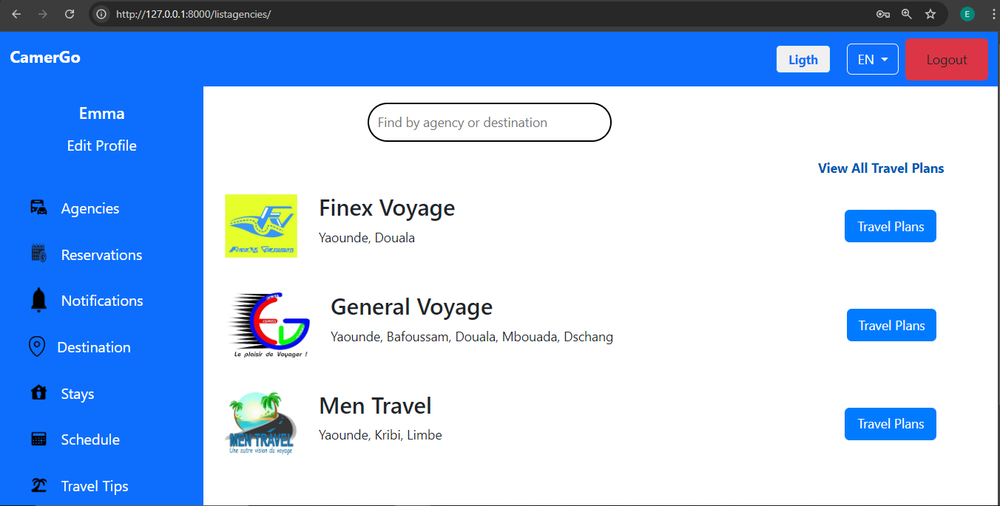 http://127.0.0.1:8000/listagencies/
E
CamerGo
Ligth
EN
Logout
Emma
Edit Profile
Agencies
Reservations
Notifications
Destination
Stays
Schedule
Travel Tips
Find by agency or destination
View All Travel Plans
Finex Voyage
Yaounde, Douala
Travel Plans
General Voyage
Yaounde, Bafoussam, Douala, Mbouada, Dschang
Le plaisir de Voyager !
Travel Plans
Men Travel
Yaounde, Kribi, Limbe
MEN TRAVEL
Une autre vision du voyage
Travel Plans